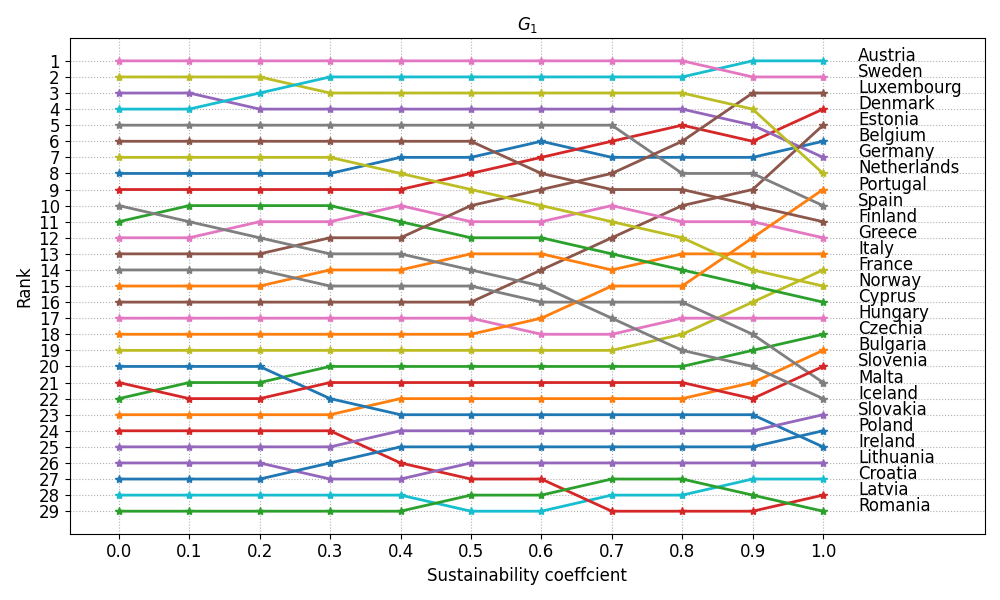 G1
1 Austria
2 Sweden
3 Luxembourg
4 Denmark
5 Estonia
6 Belgium
7 Germany
8 Netherlands
9 Portugal
10 Spain
11 Finland
12 Greece
13 Italy
14 France
15 Norway
16 Cyprus
17 Hungary
18 Czechia
19 Bulgaria
20 Slovenia
21 Malta
22 Iceland
23 Slovakia
24 Poland
25 Ireland
26 Lithuania
27 Croatia
28 Latvia
29 Romania
Rank
0.0 0.1 0.2 0.3 0.4 0.5 0.6 0.7 0.8 0.9 1.0
Sustainability coeffcient